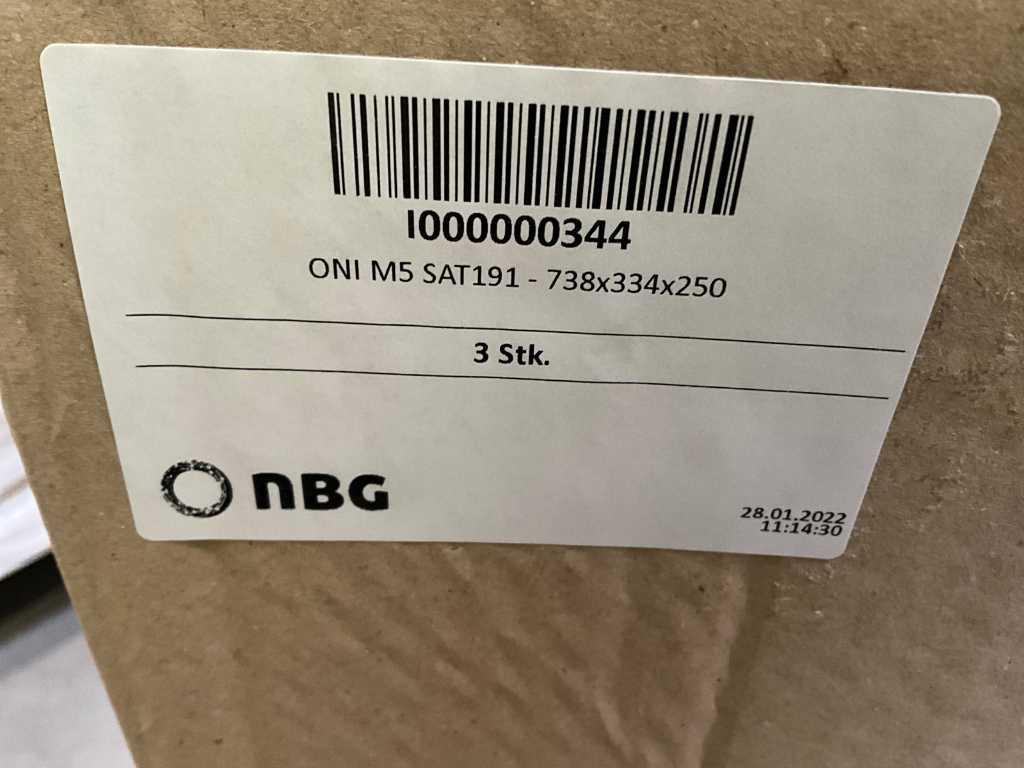 I000000344
ONI M5 SAT191 - 738x334x250
3 Stk.
NBG
28.01.2022
11:14:30